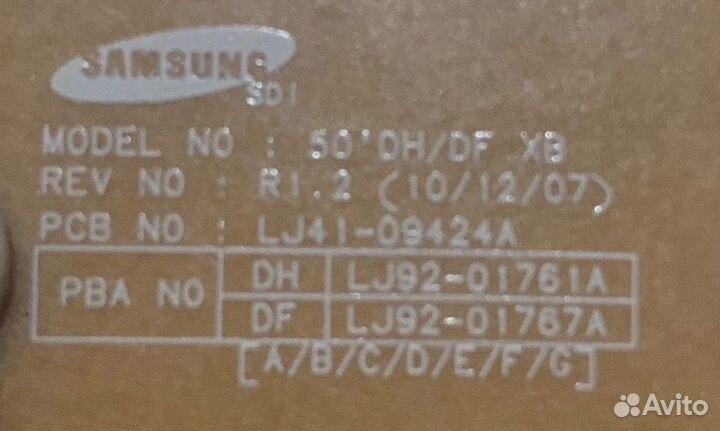 SAMSUNG
SDI
MODEL NO : 50"DH/DF XB
REV NO : R1.2 (10/12/07)
PCB NO : LJ41-09424A
PBA NO
DH LJ92-01761A
DF LJ92-01767A
[A/B/C/D/E/F/G]
Avito